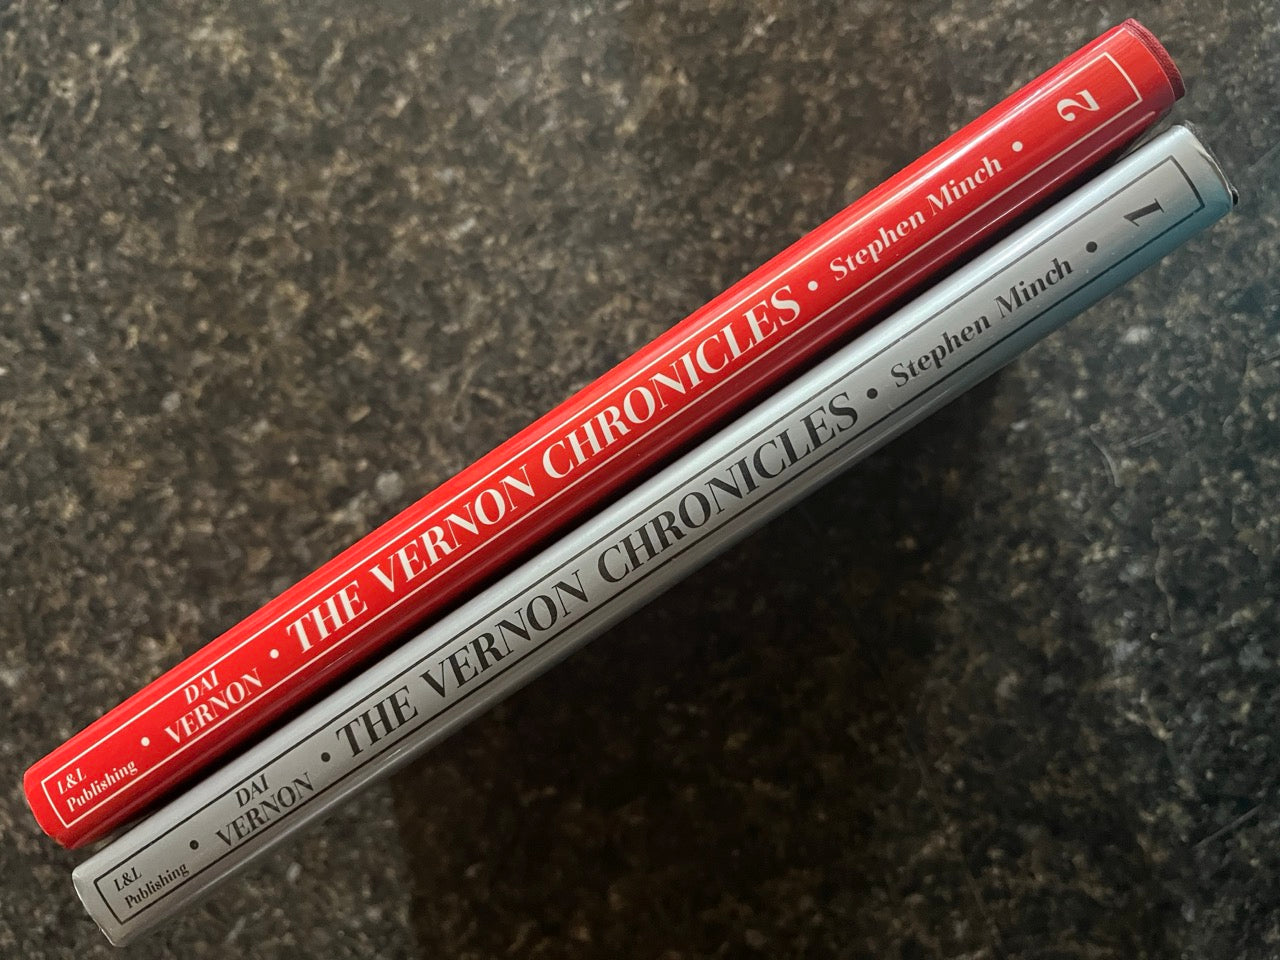 L&L
Publishing
•
DAI
VERNON
• THE VERNON CHRONICLES • Stephen Minch • 2
L&L
Publishing
•
DAI
VERNON
• THE VERNON CHRONICLES • Stephen Minch • 1